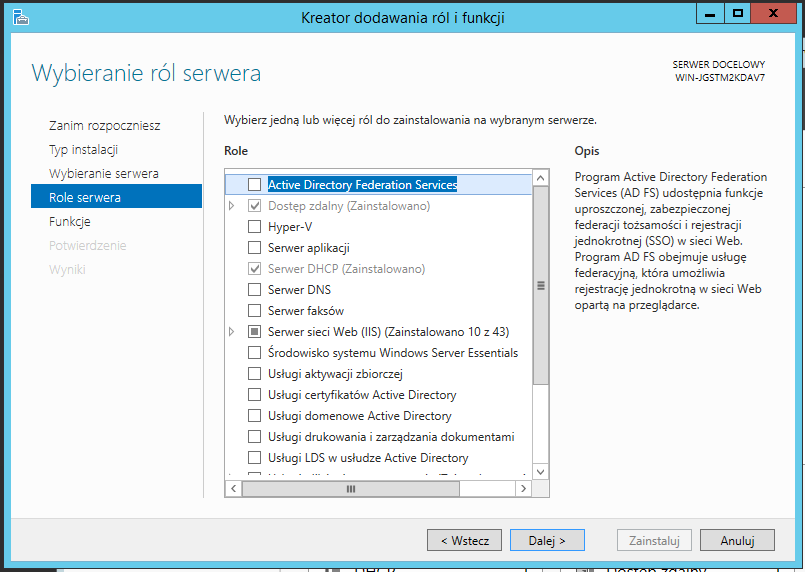 Kreator dodawania ról i funkcji
Wybieranie ról serwera
SERWER DOCELOWY
WIN-JGSTM2KDAV7
Zanim rozpoczniesz
Typ instalacji
Wybieranie serwera
Role serwera
Funkcje
Potwierdzenie
Wyniki
Wybierz jedną lub więcej ról do zainstalowania na wybranym serwerze.
Role
Active Directory Federation Services
Dostęp zdalny (Zainstalowano)
Hyper-V
Serwer aplikacji
Serwer DHCP (Zainstalowano)
Serwer DNS
Serwer faksów
Serwer sieci Web (IIS) (Zainstalowano 10 z 43)
Środowisko systemu Windows Server Essentials
Usługi aktywacji zbiorczej
Usługi certyfikatów Active Directory
Usługi domenowe Active Directory
Usługi drukowania i zarządzania dokumentami
Usługi LDS w usłudze Active Directory
Opis
Program Active Directory Federation
Services (AD FS) udostępnia funkcje
uproszczonej, zabezpieczonej
federacji tożsamości i rejestracji
jednokrotnej (SSO) w sieci Web.
Program AD FS obejmuje usługę
federacyjną, która umożliwia
rejestrację jednokrotną w sieci Web
opartą na przeglądarce.
< Wstecz
Dalej >
Zainstaluj
Anuluj
DHCP
Dostęp zdalny